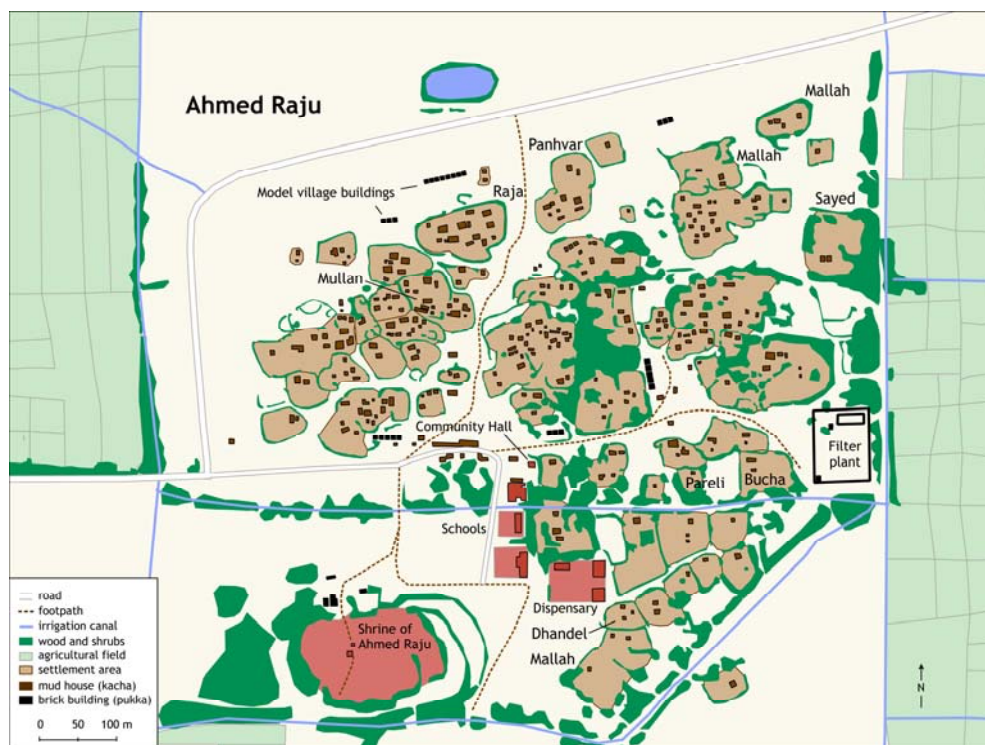 Ahmed Raju
Mallah
Panhvar
Mallah
Model village buildings
Raja
Sayed
Mullan
Community Hall
Filter
plant
Pareli
Bucha
Schools
Dispensary
Dhandel
Mallah
Shrine of
Ahmed Raju
road
footpath
irrigation canal
wood and shrubs
agricultural field
settlement area
mud house (kacha)
brick building (pukka)
0 50 100 m
N